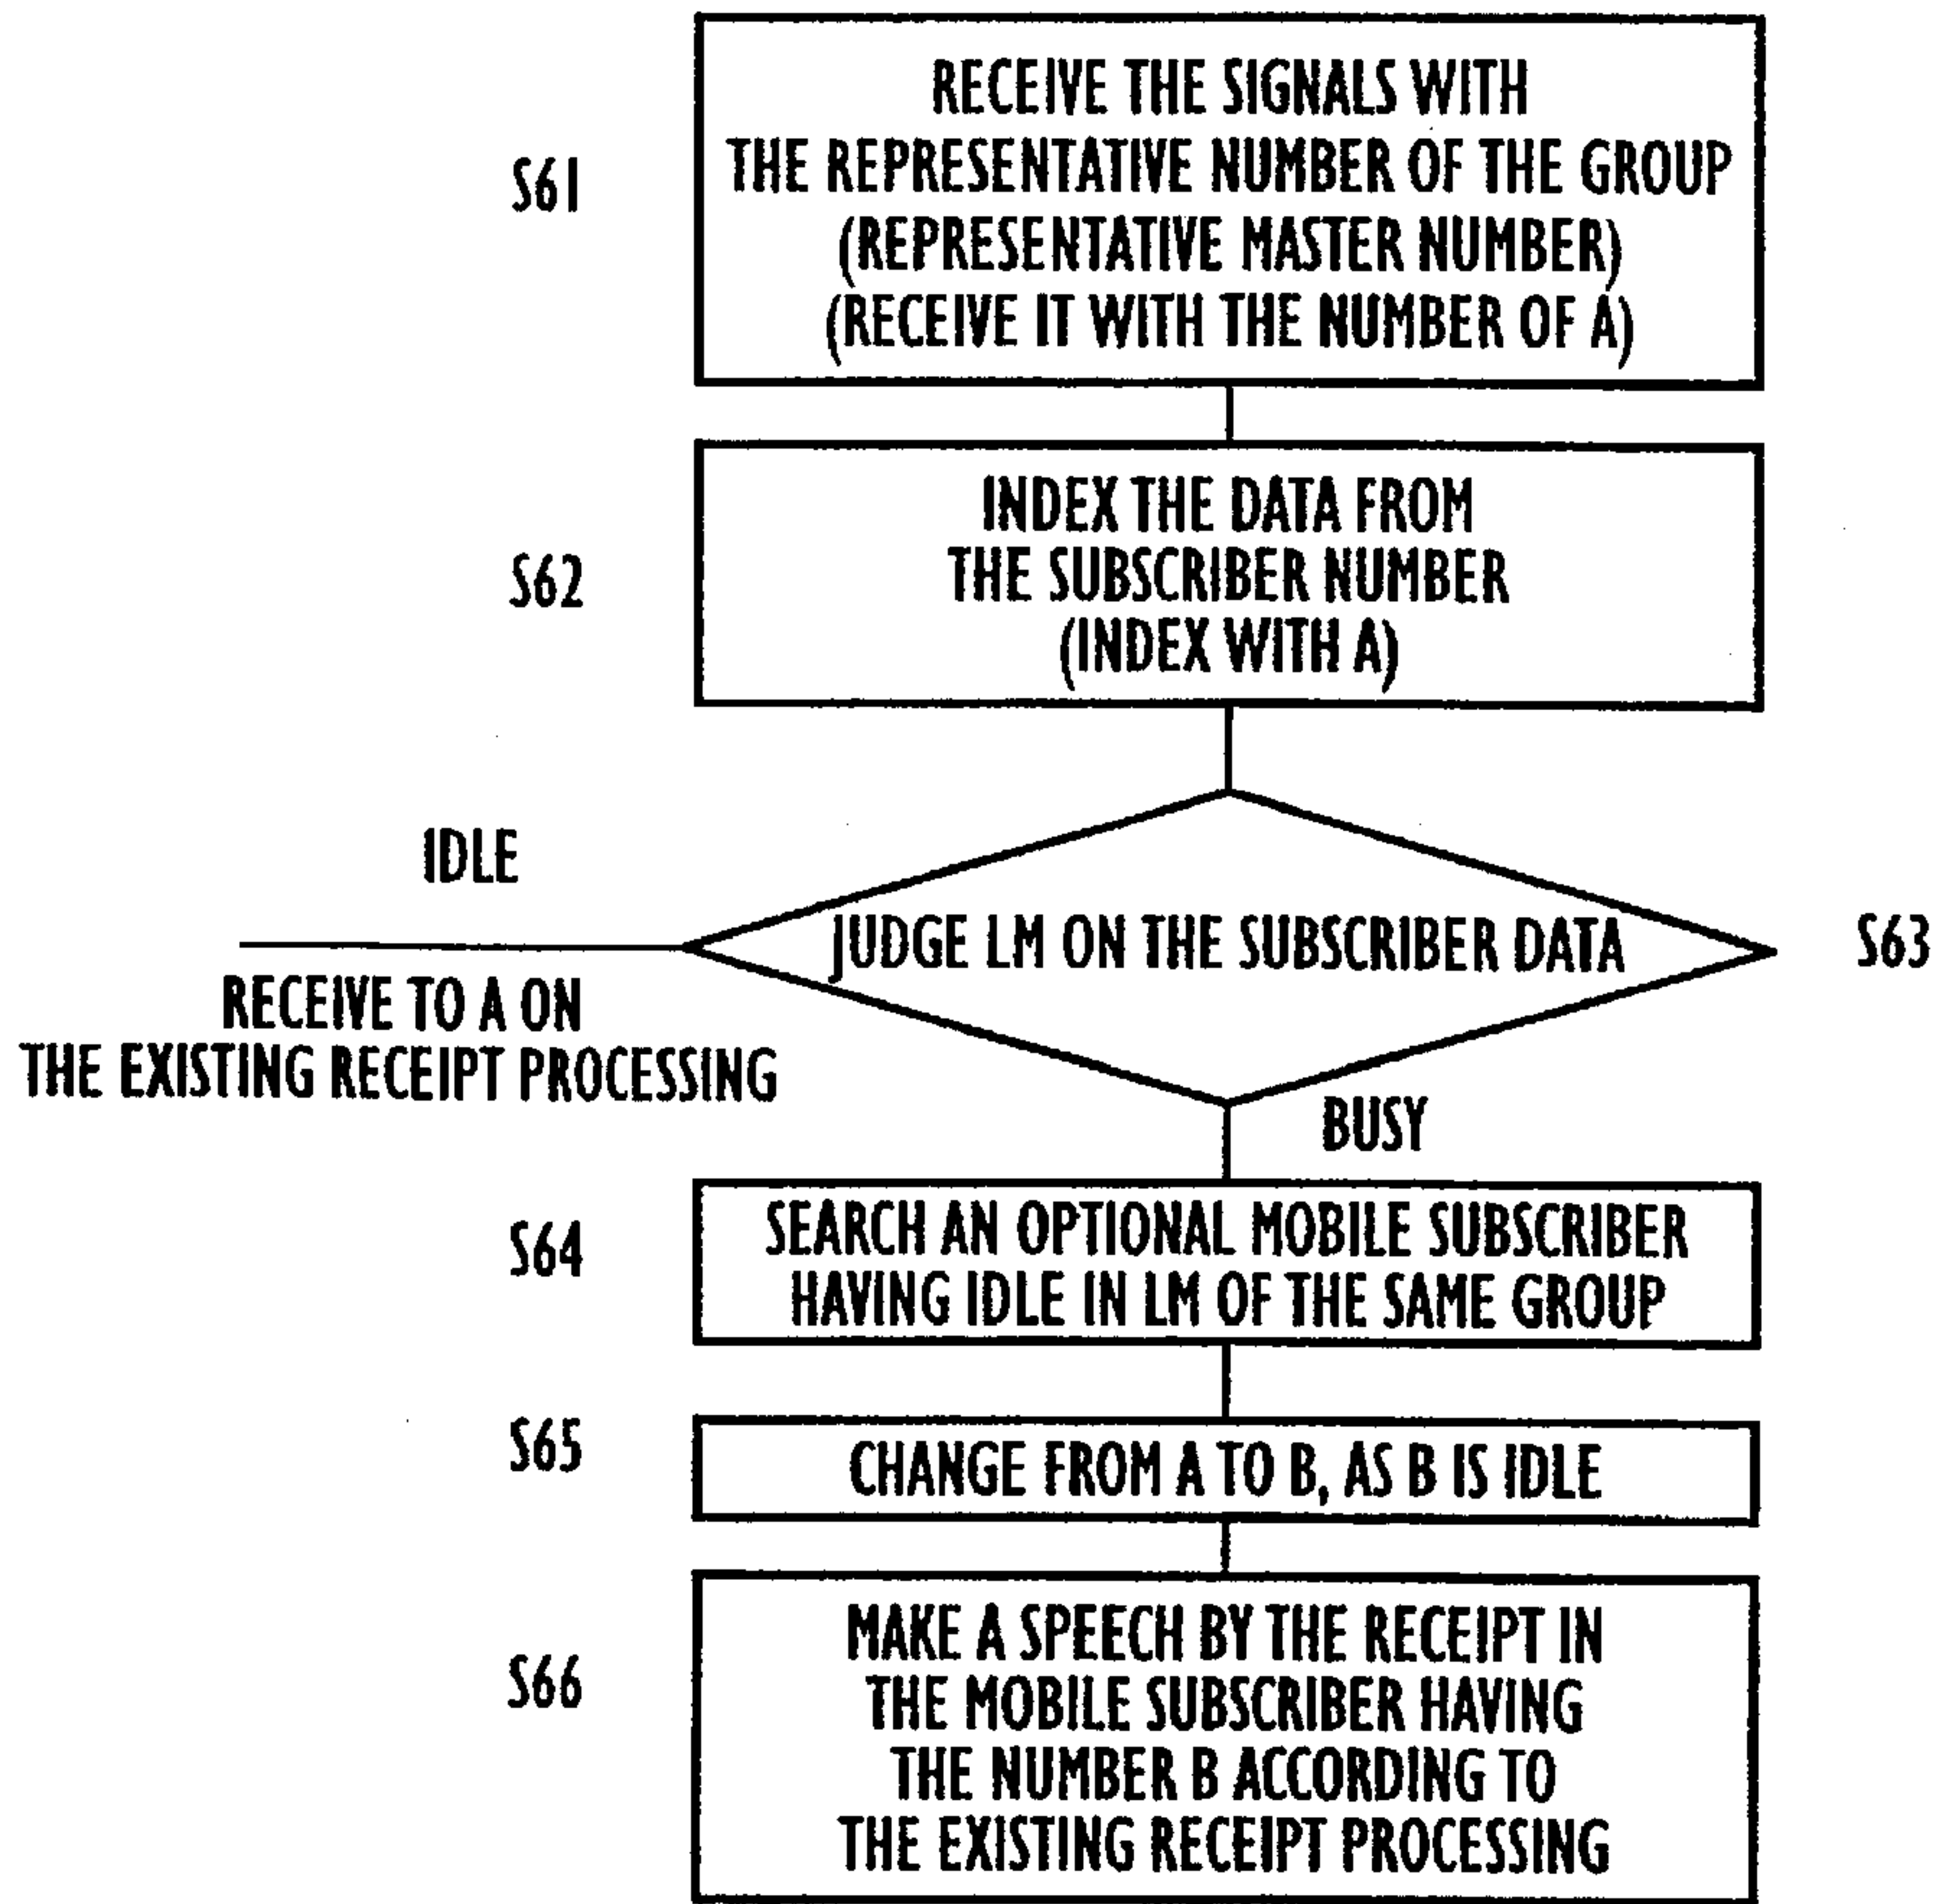 S61
RECEIVE THE SIGNALS WITH
THE REPRESENTATIVE NUMBER OF THE GROUP
(REPRESENTATIVE MASTER NUMBER)
(RECEIVE IT WITH THE NUMBER OF A)
S62
INDEX THE DATA FROM
THE SUBSCRIBER NUMBER
(INDEX WITH A)
IDLE
RECEIVE TO A ON
THE EXISTING RECEIPT PROCESSING
JUDGE LM ON THE SUBSCRIBER DATA
S63
BUSY
S64
SEARCH AN OPTIONAL MOBILE SUBSCRIBER
HAVING IDLE IN LM OF THE SAME GROUP
S65
CHANGE FROM A TO B, AS B IS IDLE
S66
MAKE A SPEECH BY THE RECEIPT IN
THE MOBILE SUBSCRIBER HAVING
THE NUMBER B ACCORDING TO
THE EXISTING RECEIPT PROCESSING